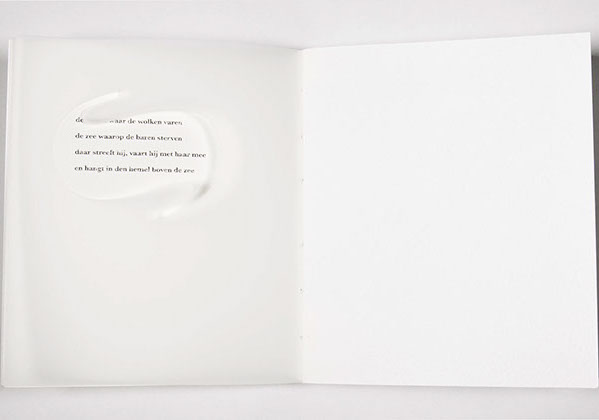 de waar de wolken varen
de zee waarop de baren sterven
daar streeft hij, vaart hij met haar mee
en hangt in den hemel boven de zee